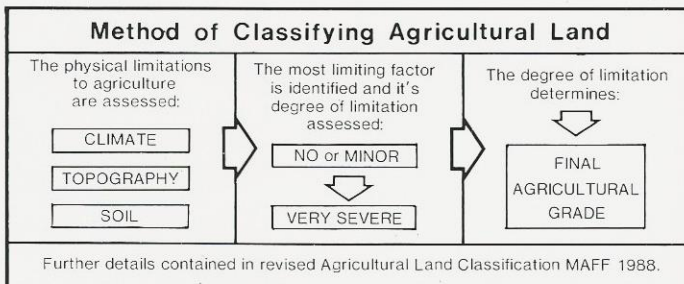 Method of Classifying Agricultural Land
The physical limitations
to agriculture
are assessed:
CLIMATE
TOPOGRAPHY
SOIL
The most limiting factor
is identified and it's
degree of limitation
assessed:
NO or MINOR
VERY SEVERE
The degree of limitation
determines:
FINAL
AGRICULTURAL
GRADE
Further details contained in revised Agricultural Land Classification MAFF 1988.